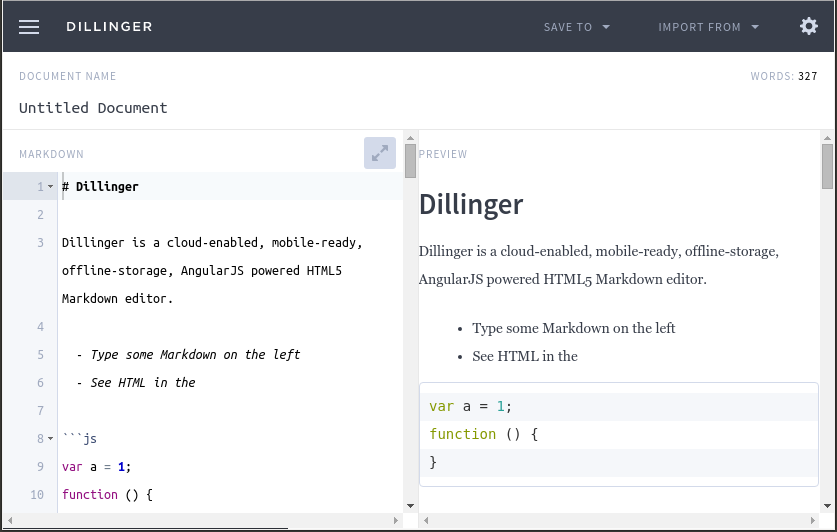 DILLINGER
SAVE TO
IMPORT FROM
DOCUMENT NAME
WORDS: 327
Untitled Document
MARKDOWN
1 # Dillinger
2
3 Dillinger is a cloud-enabled, mobile-ready,
offline-storage, AngularJS powered HTML5
Markdown editor.
4
5 - Type some Markdown on the left
6 - See HTML in the
7
8 ```js
9 var a = 1;
10 function () {
PREVIEW
Dillinger
Dillinger is a cloud-enabled, mobile-ready, offline-storage,
AngularJS powered HTML5 Markdown editor.
• Type some Markdown on the left
• See HTML in the
var a = 1;
function () {
}